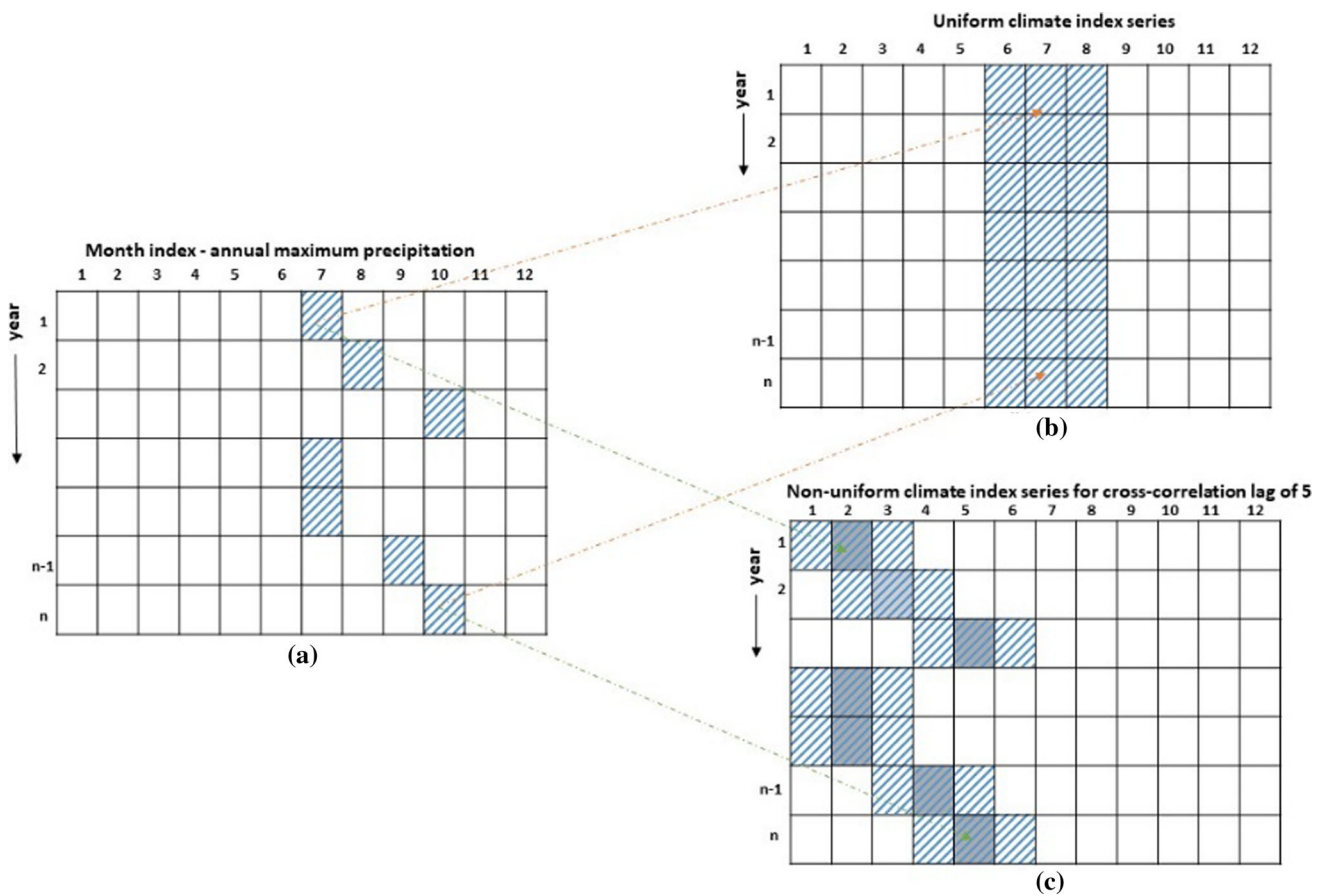 Uniform climate index series
1 2 3 4 5 6 7 8 9 10 11 12
year
1
2
n-1
n
(b)
Month index - annual maximum precipitation
1 2 3 4 5 6 7 8 9 10 11 12
year
1
2
n-1
n
(a)
Non-uniform climate index series for cross-correlation lag of 5
1 2 3 4 5 6 7 8 9 10 11 12
year
1
2
n-1
n
(c)